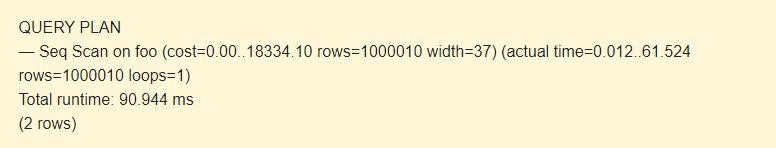 QUERY PLAN
— Seq Scan on foo (cost=0.00..18334.10 rows=1000010 width=37) (actual time=0.012..61.524
rows=1000010 loops=1)
Total runtime: 90.944 ms
(2 rows)